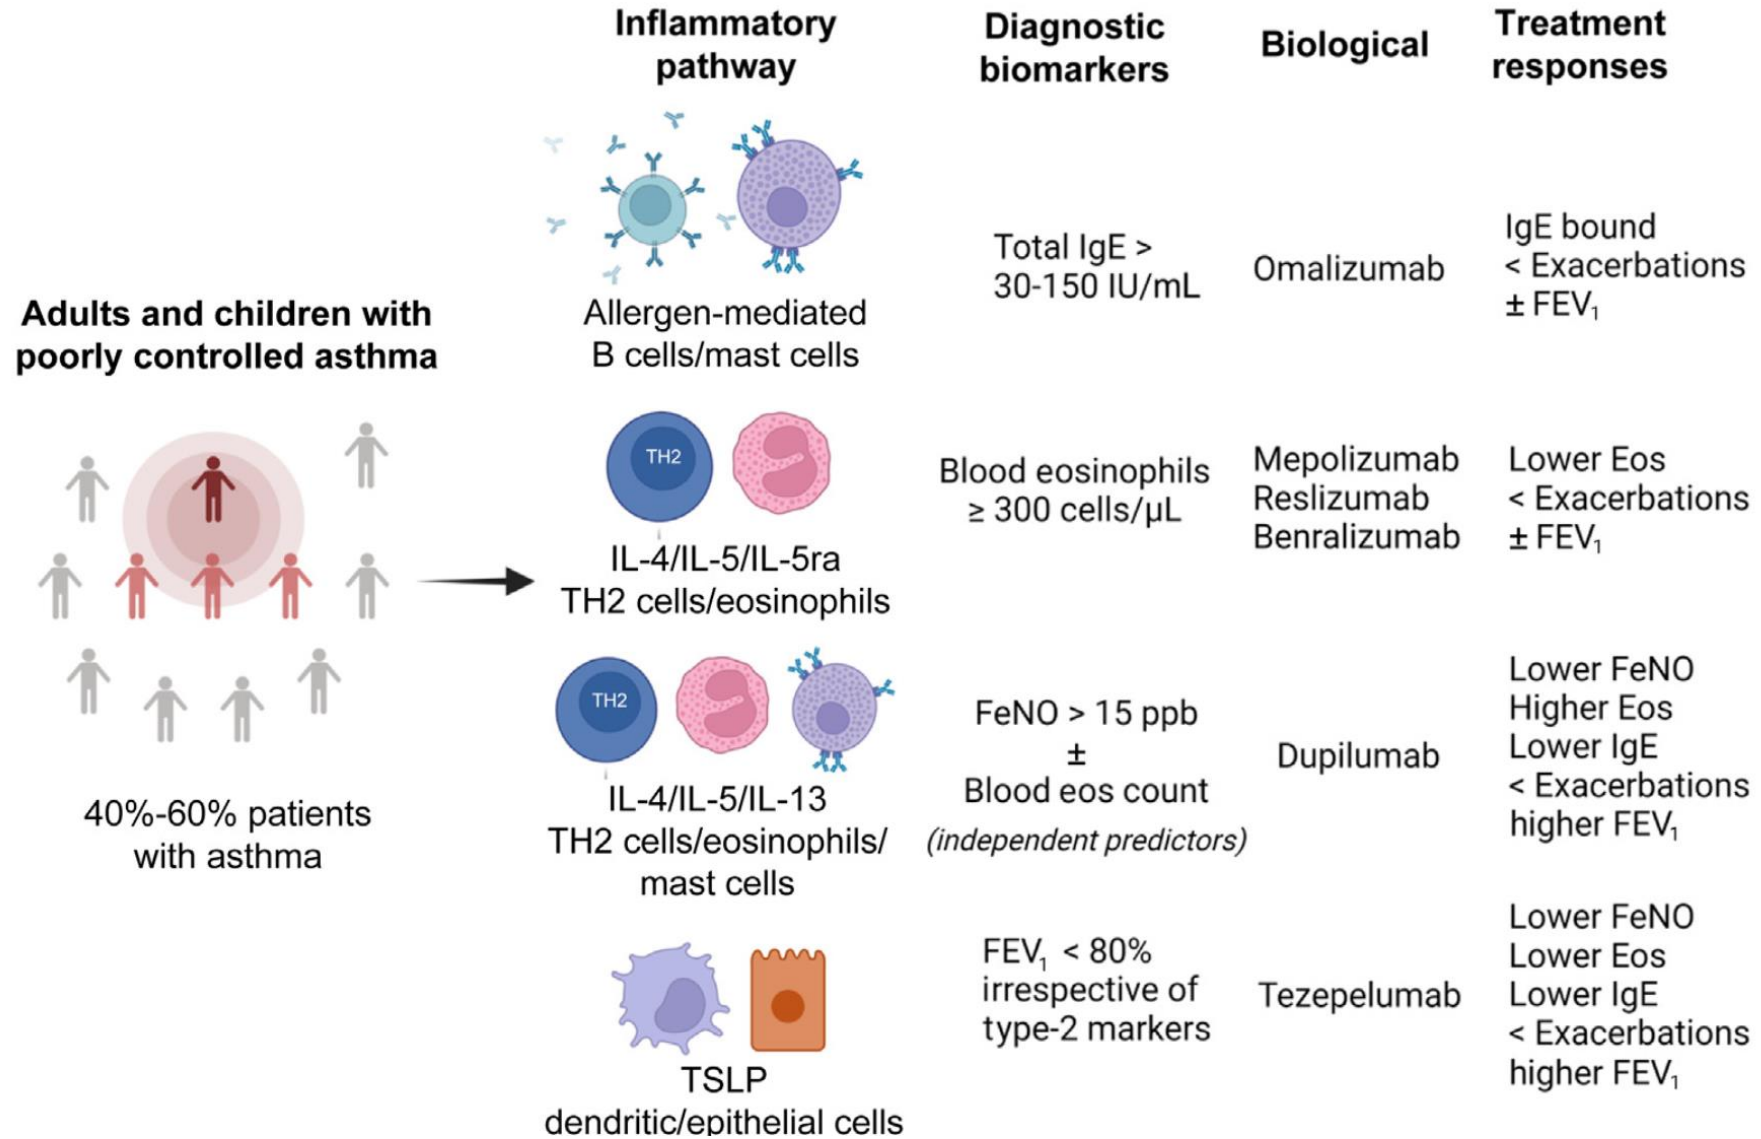 Inflammatory
pathway
Diagnostic
biomarkers
Biological
Treatment
responses
Adults and children with
poorly controlled asthma
40%-60% patients
with asthma
Allergen-mediated
B cells/mast cells
Total IgE >
30-150 IU/mL
Omalizumab
IgE bound
< Exacerbations
± FEV₁
TH2
IL-4/IL-5/IL-5ra
TH2 cells/eosinophils
Blood eosinophils
≥ 300 cells/µL
Mepolizumab
Reslizumab
Benralizumab
Lower Eos
< Exacerbations
± FEV₁
TH2
IL-4/IL-5/IL-13
TH2 cells/eosinophils/
mast cells
FeNO > 15 ppb
±
Blood eos count
(independent predictors)
Dupilumab
Lower FeNO
Higher Eos
Lower IgE
< Exacerbations
higher FEV₁
TSLP
dendritic/epithelial cells
FEV₁ < 80%
irrespective of
type-2 markers
Tezepelumab
Lower FeNO
Lower Eos
Lower IgE
< Exacerbations
higher FEV₁